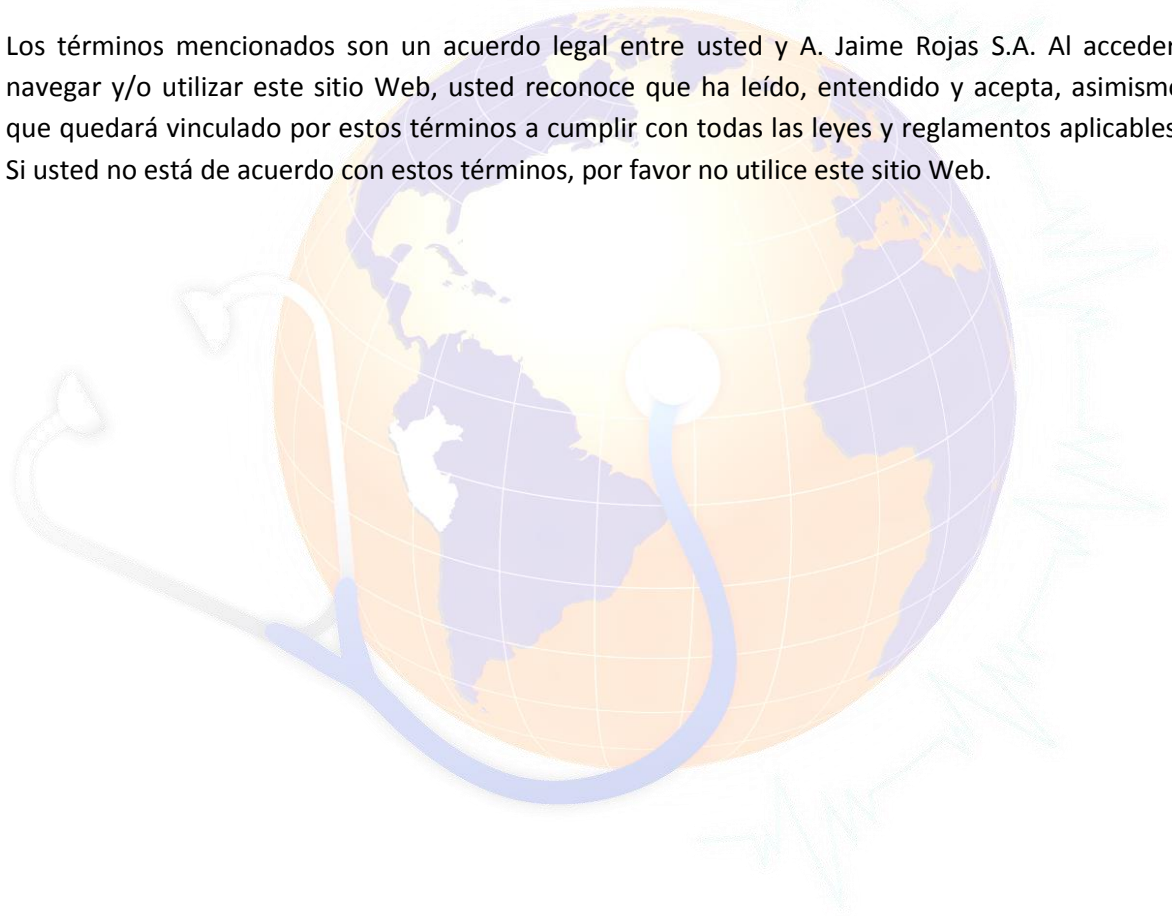 Los términos mencionados son un acuerdo legal entre usted y A. Jaime Rojas S.A. Al acceder
navegar y/o utilizar este sitio Web, usted reconoce que ha leído, entendido y acepta, asimismo
que quedará vinculado por estos términos a cumplir con todas las leyes y reglamentos aplicables
Si usted no está de acuerdo con estos términos, por favor no utilice este sitio Web.